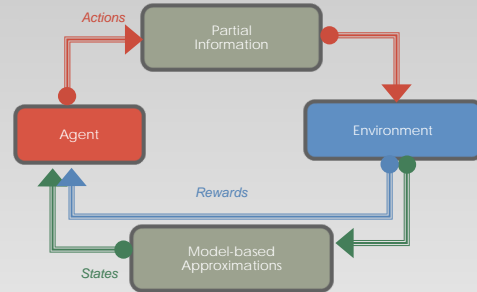 Actions
Partial
Information
Agent
Environment
Rewards
Model-based
Approximations
States